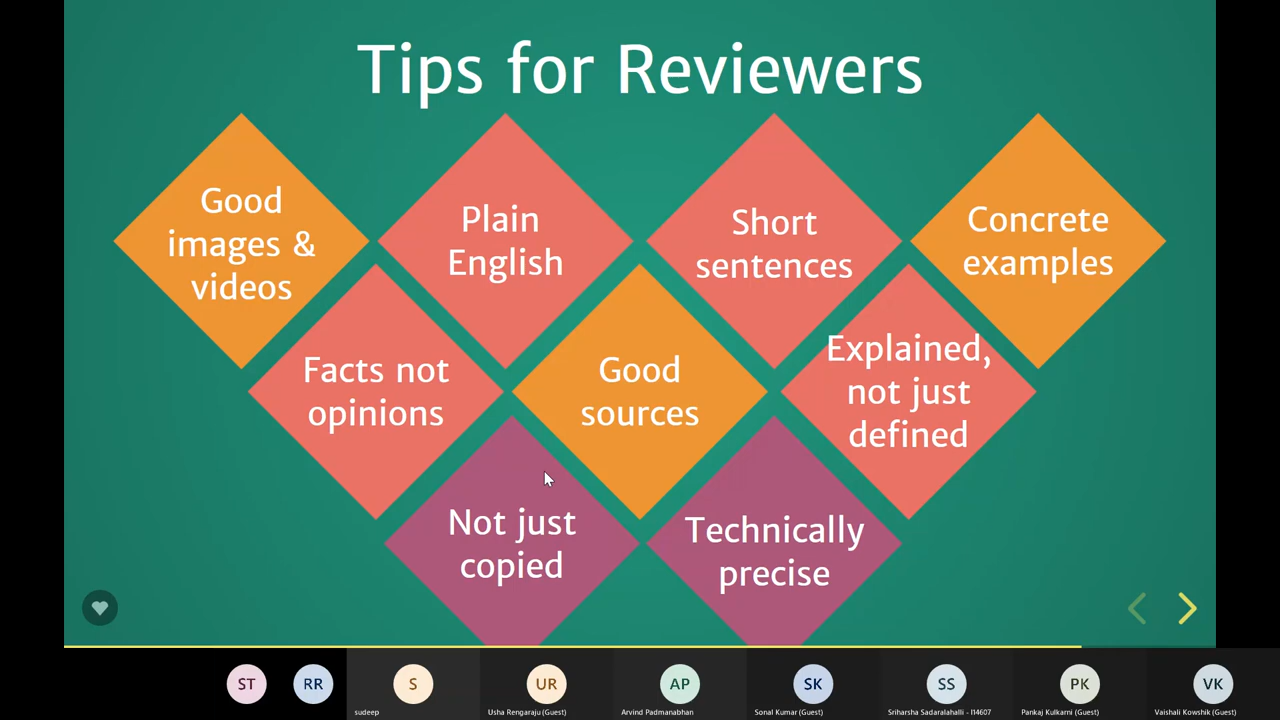 Tips for Reviewers
Good
images &
videos
Plain
English
Short
sentences
Concrete
examples
Facts not
opinions
Good
sources
Explained,
not just
defined
Not just
copied
Technically
precise
ST
RR
S
UR
AP
SK
SS
PK
VK
sudeep
Usha Rengaraju (Guest)
Arvind Padmanabhan
Sonal Kumar (Guest)
Sriharsha Sadaralahalli - I14607
Pankaj Kulkarni (Guest)
Vaishali Kowshik (Guest)